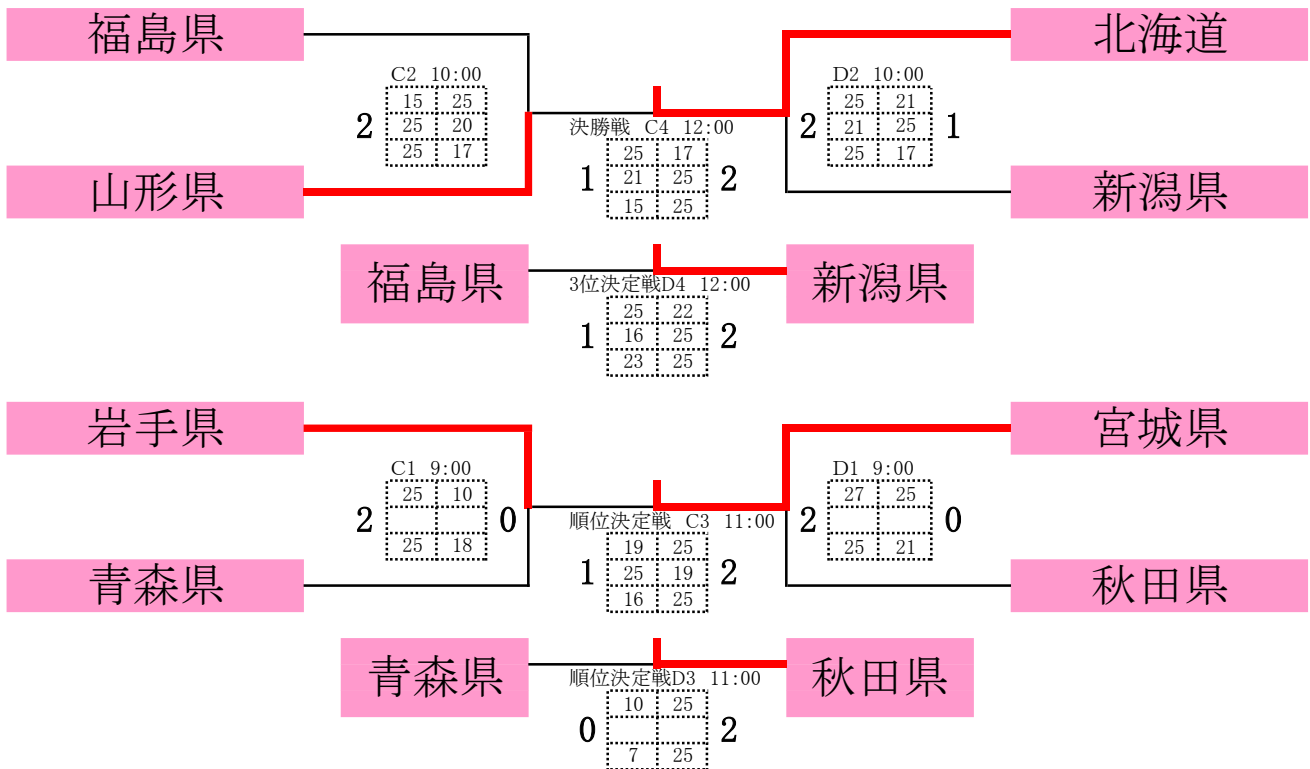 福島県 北海道
C2 10:00 D2 10:00
15 25 25 21
2 25 20 2 21 25 1
25 17 25 17
決勝戦 C4 12:00
25 17
1 21 25 2
15 25
山形県 新潟県
福島県 新潟県
3位決定戦D4 12:00
25 22
1 16 25 2
23 25
岩手県 宮城県
C1 9:00 D1 9:00
25 10 27 25
2 0 2 0
25 18 25 21
順位決定戦 C3 11:00
19 25
1 25 19 2
16 25
青森県 秋田県
青森県 秋田県
順位決定戦D3 11:00
10 25
0 2
7 25